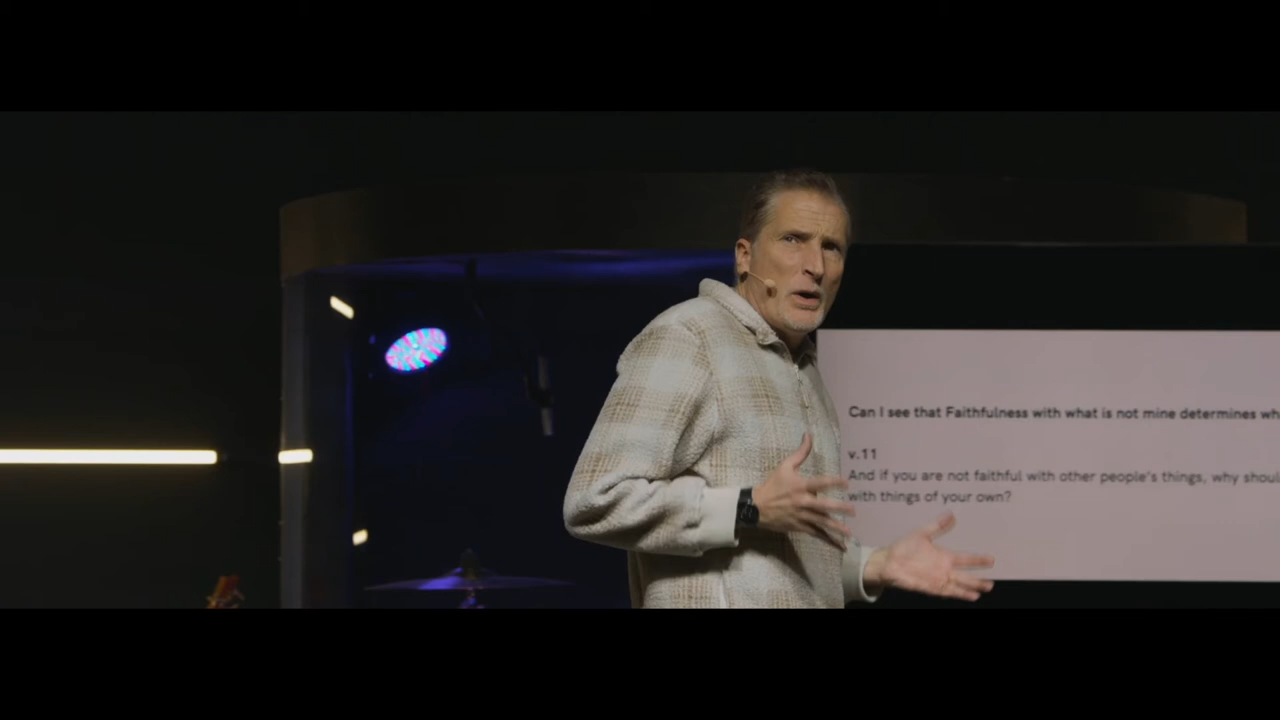 Can I see that Faithfulness with what is not mine determines wh
v.11
And if you are not faithful with other people's things, why shoul
with things of your own?